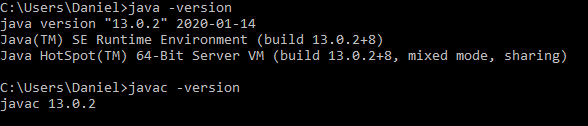 C:\Users\Daniel>java -version
java version "13.0.2" 2020-01-14
Java(TM) SE Runtime Environment (build 13.0.2+8)
Java HotSpot(TM) 64-Bit Server VM (build 13.0.2+8, mixed mode, sharing)
C:\Users\Daniel>javac -version
javac 13.0.2